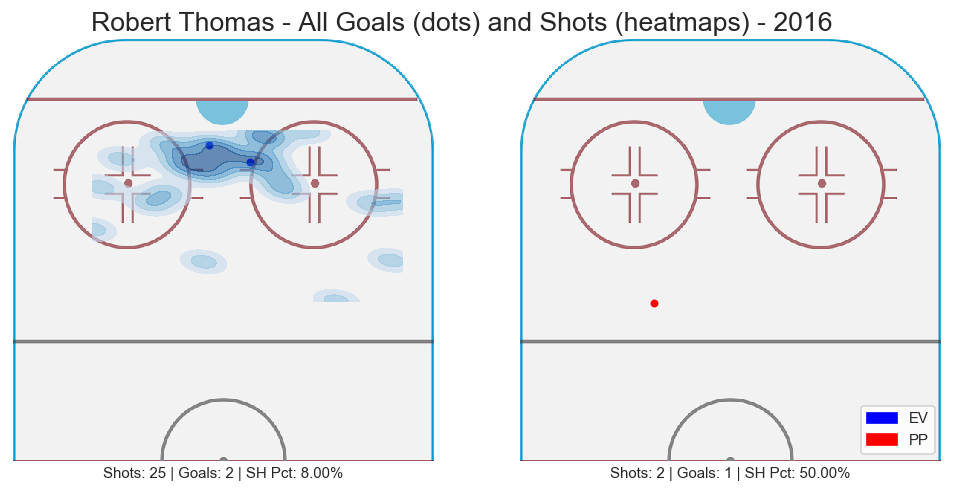 Robert Thomas - All Goals (dots) and Shots (heatmaps) - 2016
EV
PP
Shots: 25 | Goals: 2 | SH Pct: 8.00%
Shots: 2 | Goals: 1 | SH Pct: 50.00%